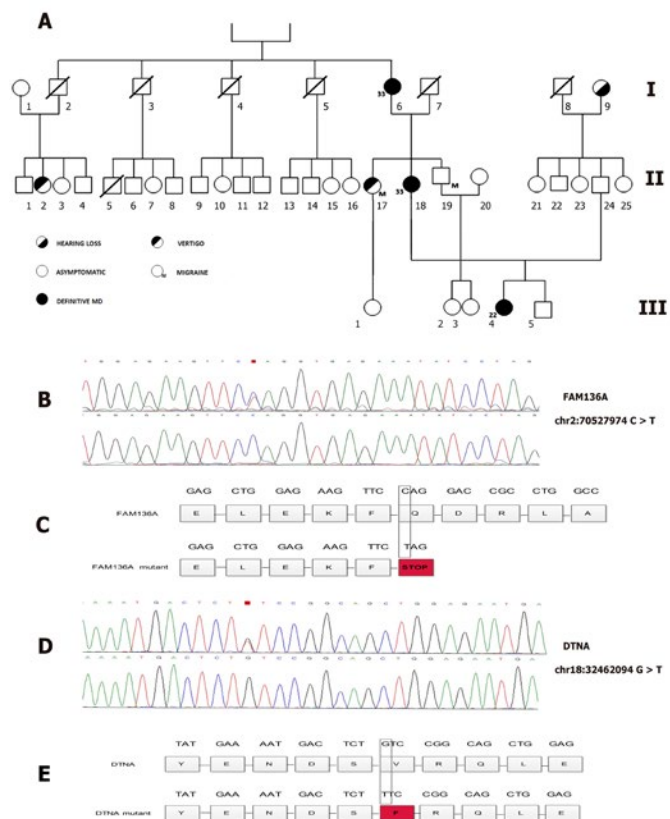 A
I
33
1 2 3 4 5 6 7 8 9
II
M
33
M
1 2 3 4 5 6 7 8 9 10 11 12 13 14 15 16 17 18 19 20 21 22 23 24 25
HEARING LOSS VERTIGO
ASYMPTOMATIC M MIGRAINE
DEFINITIVE MD
III
22
1 2 3 4 5
B
FAM136A
chr2:70527974 C > T
C
GAG CTG GAG AAG TTC CAG GAC CGC CTG GCC
FAM136A E L E K F Q D R L A
GAG CTG GAG AAG TTC TAG
FAM136A mutant E L E K F STOP
D
DTNA
A A A A T G A C T C T G T C C G G C A G C T G G A G A A T G A
chr18:32462094 G > T
E
TAT GAA AAT GAC TCT GTC CGG CAG CTG GAG
DTNA Y E N D S V R Q L E
TAT GAA AAT GAC TCT TTC CGG CAG CTG GAG
DTNA mutant Y E N D S F R Q L E